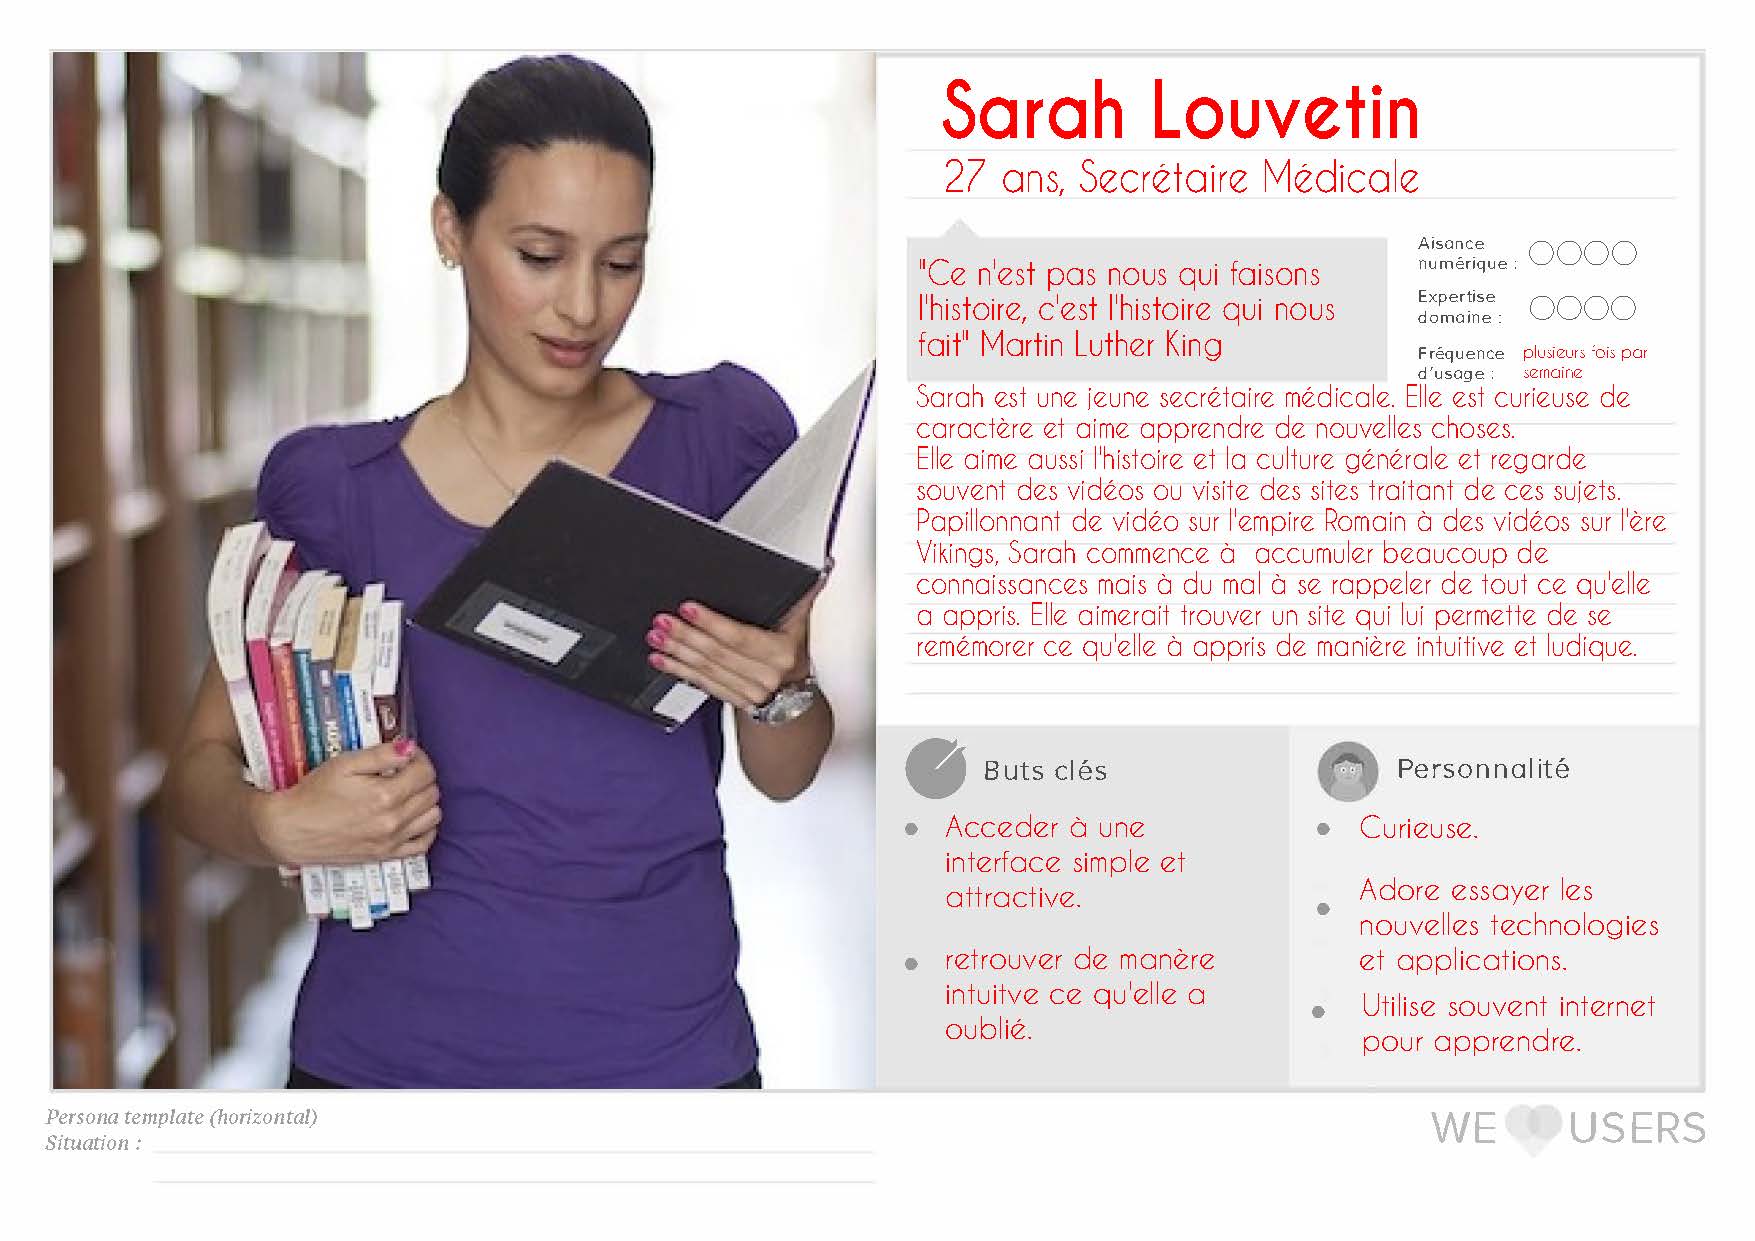 Sarah Louvetin
27 ans, Secrétaire Médicale
"Ce n'est pas nous qui faisons
l'histoire, c'est l'histoire qui nous
fait" Martin Luther King
Aisance
numérique :
Expertise
domaine :
Fréquence plusieurs fois par
d'usage : semaine
Sarah est une jeune secrétaire médicale. Elle est curieuse de
caractère et aime apprendre de nouvelles choses.
Elle aime aussi l'histoire et la culture générale et regarde
souvent des vidéos ou visite des sites traitant de ces sujets.
Papillonnant de vidéo sur l'empire Romain à des vidéos sur l'ère
Vikings, Sarah commence à accumuler beaucoup de
connaissances mais à du mal à se rappeler de tout ce qu'elle
a appris. Elle aimerait trouver un site qui lui permette de se
remémorer ce qu'elle à appris de manière intuitive et ludique.
Buts clés
Acceder à une
interface simple et
attractive.
retrouver de manère
intuitve ce qu'elle a
oublié.
Personnalité
Curieuse.
Adore essayer les
nouvelles technologies
et applications.
Utilise souvent internet
pour apprendre.
Persona template (horizontal)
Situation :
WE USERS